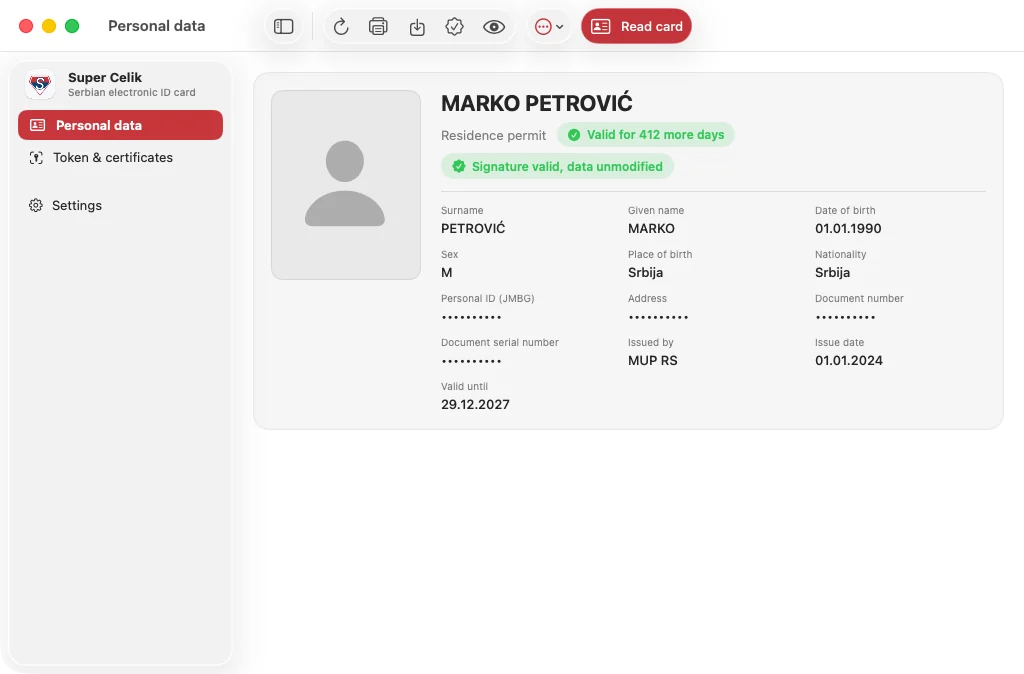 Personal data
Read card
Super Celik
Serbian electronic ID card
Personal data
Token & certificates
Settings
MARKO PETROVIĆ
Residence permit
Valid for 412 more days
Signature valid, data unmodified
Surname
PETROVIĆ
Given name
MARKO
Date of birth
01.01.1990
Sex
M
Place of birth
Srbija
Nationality
Srbija
Personal ID (JMBG)
••••••••••
Address
••••••••••
Document number
••••••••••
Document serial number
••••••••••
Issued by
MUP RS
Issue date
01.01.2024
Valid until
29.12.2027